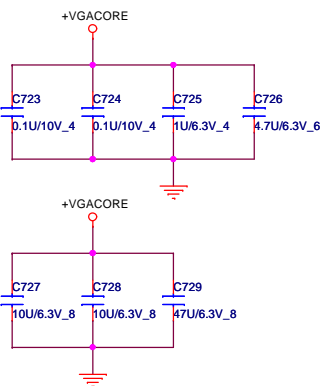 +VGACORE
C723 C724 C725 C726
0.1U/10V_4 0.1U/10V_4 1U/6.3V_4 4.7U/6.3V_6
+VGACORE
C727 C728 C729
10U/6.3V_8 10U/6.3V_8 47U/6.3V_8